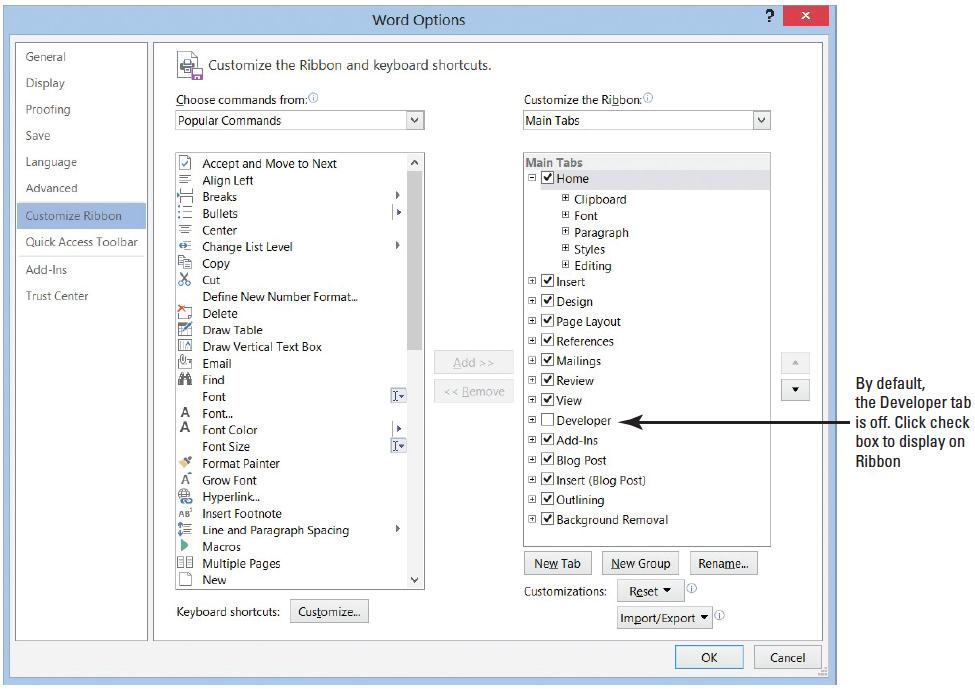 Word Options
?
General
Display
Proofing
Save
Language
Advanced
Customize Ribbon
Quick Access Toolbar
Add-Ins
Trust Center
Customize the Ribbon and keyboard shortcuts.
Choose commands from:
Popular Commands
Accept and Move to Next
Align Left
Breaks
Bullets
Center
Change List Level
Copy
Cut
Define New Number Format...
Delete
Draw Table
Draw Vertical Text Box
Email
Find
Font
Font...
Font Color
Font Size
Format Painter
Grow Font
Hyperlink...
Insert Footnote
Line and Paragraph Spacing
Macros
Multiple Pages
New
Keyboard shortcuts:
Customize...
Add >>
<< Remove
Customize the Ribbon:
Main Tabs
Main Tabs
Home
Clipboard
Font
Paragraph
Styles
Editing
Insert
Design
Page Layout
References
Mailings
Review
View
Developer
Add-Ins
Blog Post
Insert (Blog Post)
Outlining
Background Removal
New Tab
New Group
Rename...
Customizations:
Reset
Import/Export
OK
Cancel
By default,
the Developer tab
is off. Click check
box to display on
Ribbon